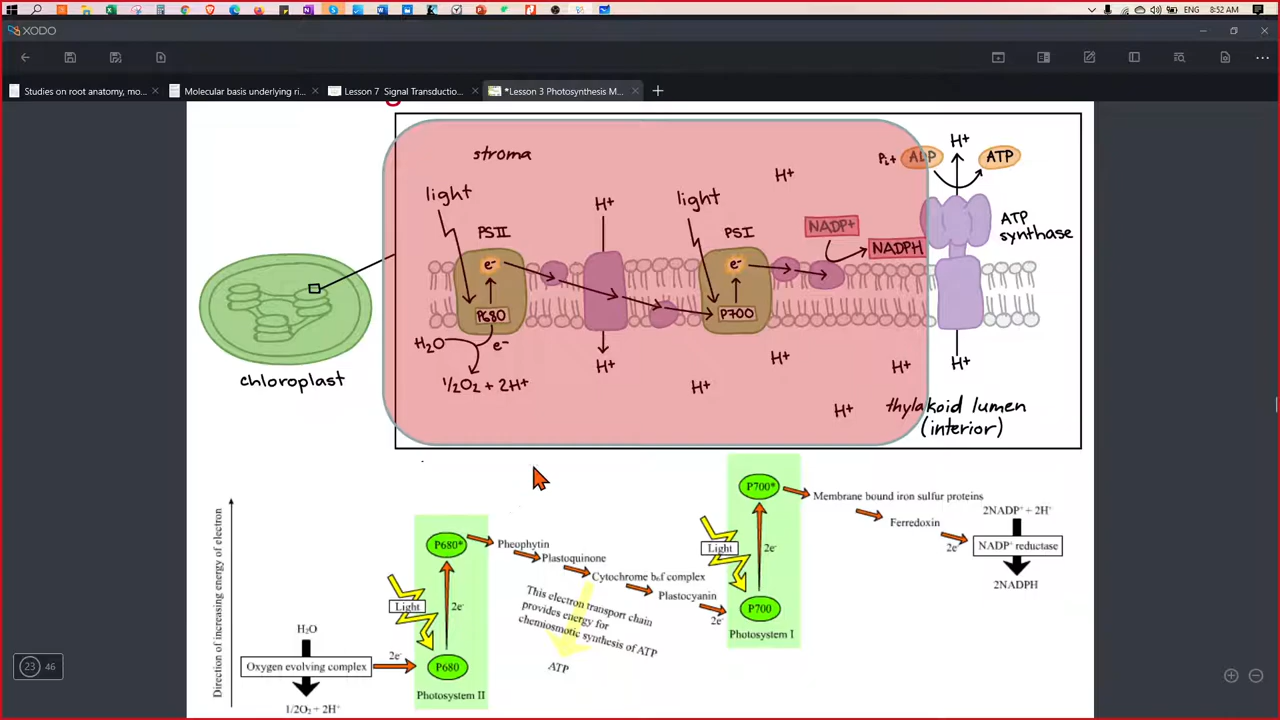 ENG
8:52 AM
XODO
Studies on root anatomy, mo...
Molecular basis underlying ri...
Lesson 7 Signal Transductio...
*Lesson 3 Photosynthesis M...
stroma
H+
Pi+ ADP
ATP
light
H+
light
H+
PSII
PSI
NADP+
NADPH
ATP
synthase
e-
e-
P680
P700
H2O
e-
1/2O2 + 2H+
H+
H+
H+
H+
H+
H+
chloroplast
thylakoid lumen
(interior)
Direction of increasing energy of electron
P700*
Membrane bound iron sulfur proteins
2NADP+ + 2H+
Ferredoxin
P680*
Pheophytin
Light
2e-
2e-
NADP+ reductase
Plastoquinone
Cytochrome b6f complex
2NADPH
Plastocyanin
Light
2e-
This electron transport chain
provides energy for
chemiosmotic synthesis of ATP
2e-
P700
H2O
Photosystem I
2e-
Oxygen evolving complex
P680
ATP
23 / 46
Photosystem II
1/2O2 + 2H+